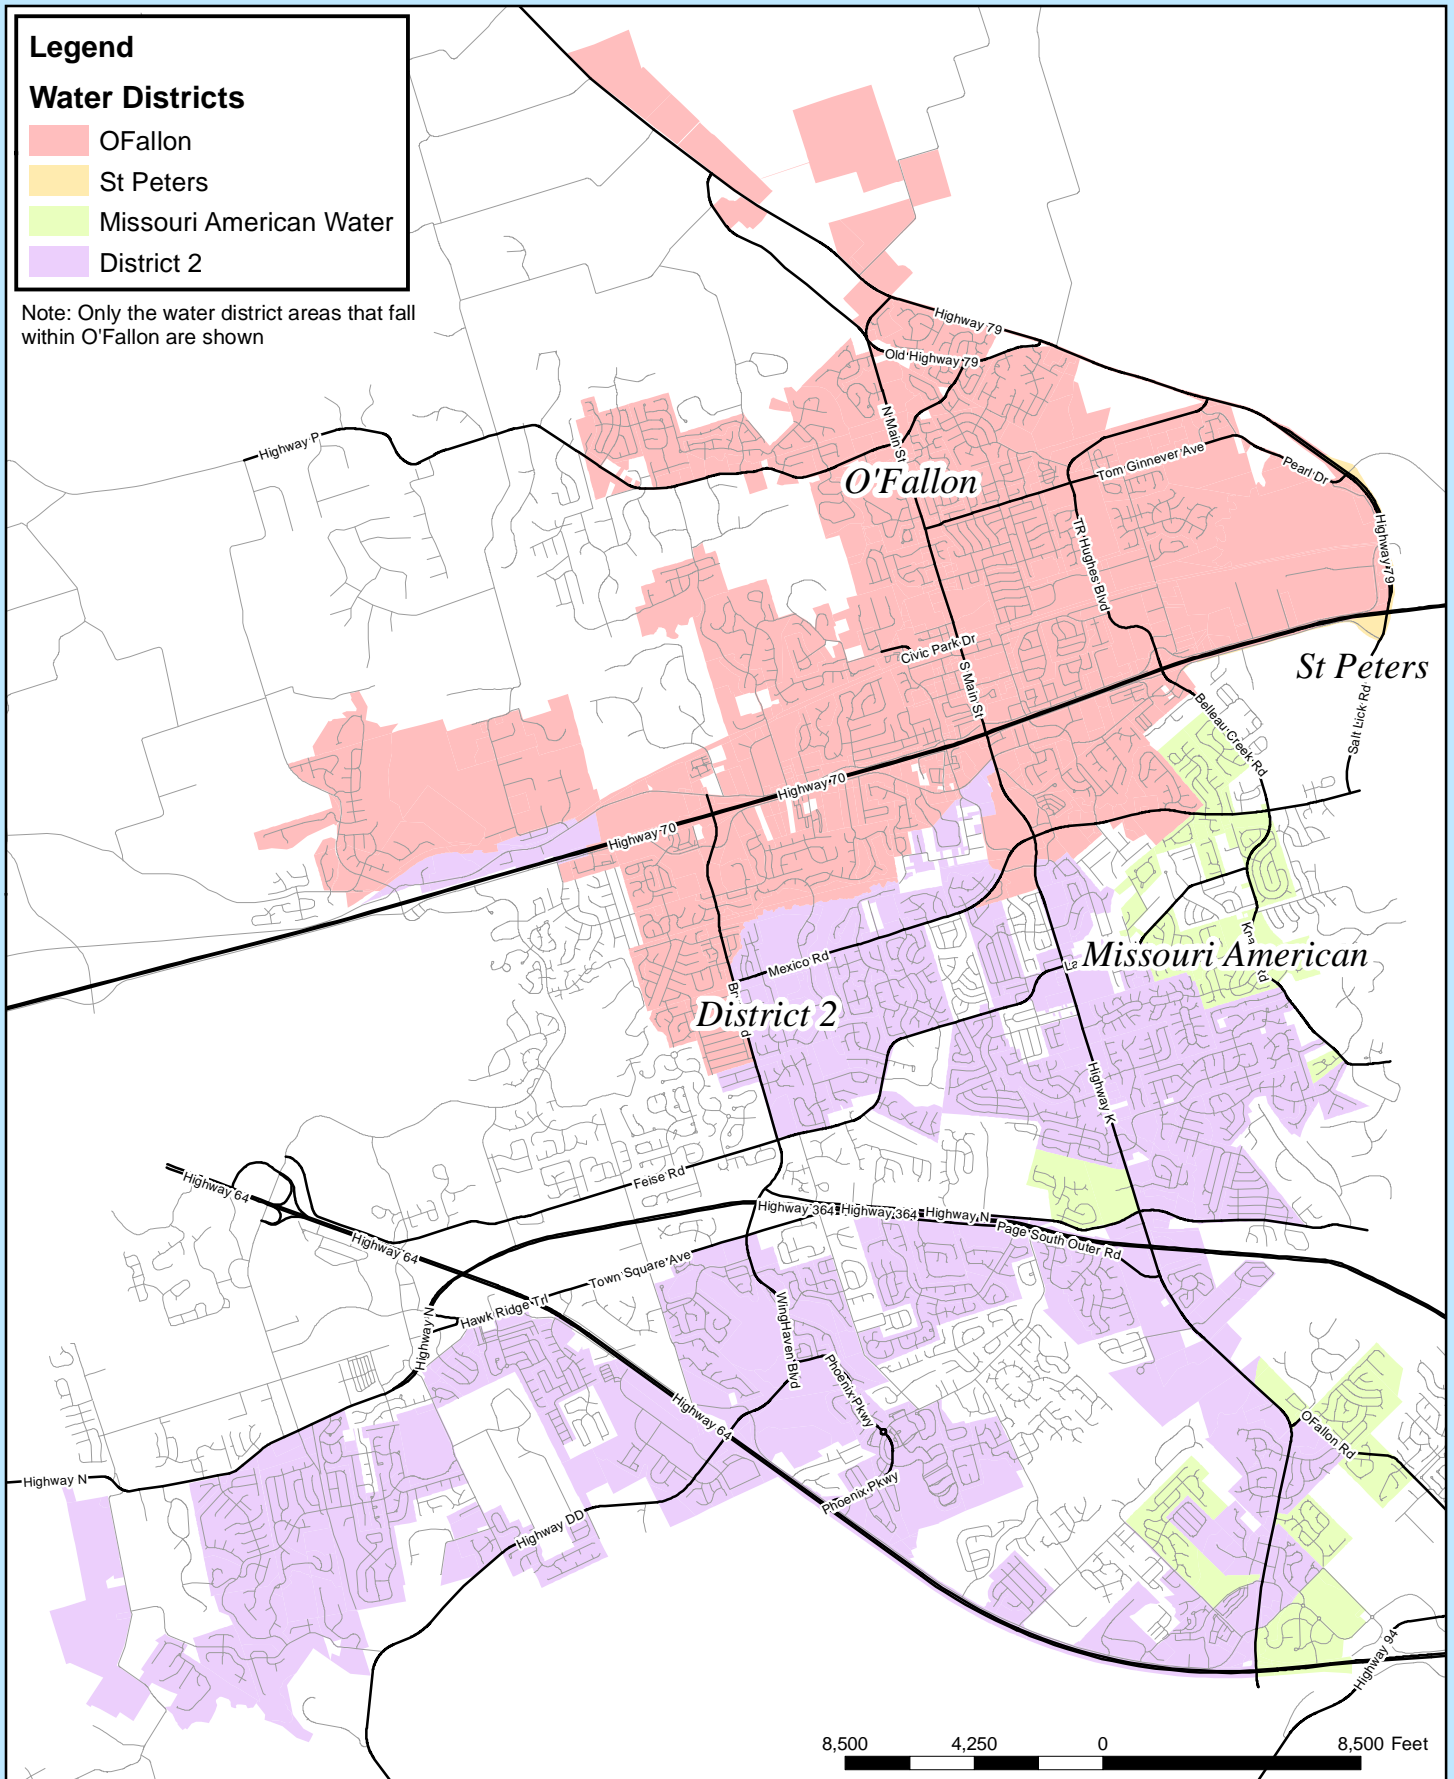 Legend
Water Districts
OFallon
St Peters
Missouri American Water
District 2
Note: Only the water district areas that fall
within O'Fallon are shown
Highway 79
Old Highway 79
N Main St
Highway P
O'Fallon
Tom Ginnever Ave
Pearl Dr
TR Hughes Blvd
Highway 79
Civic Park Dr
S Main St
St Peters
Salt Lick Rd
Belleau Creek Rd
Highway 70
Highway 70
Mexico Rd
Missouri American
District 2
Highway K
Feise Rd
Highway 64
Highway 364
Highway 364
Highway N
Page South Outer Rd
Highway 64
Town Square Ave
Hawk Ridge Trl
Highway N
WingHaven Blvd
Phoenix Pkwy
Highway 64
OFallon Rd
Highway N
Phoenix Pkwy
Highway DD
Highway 94
8,500 4,250 0 8,500 Feet